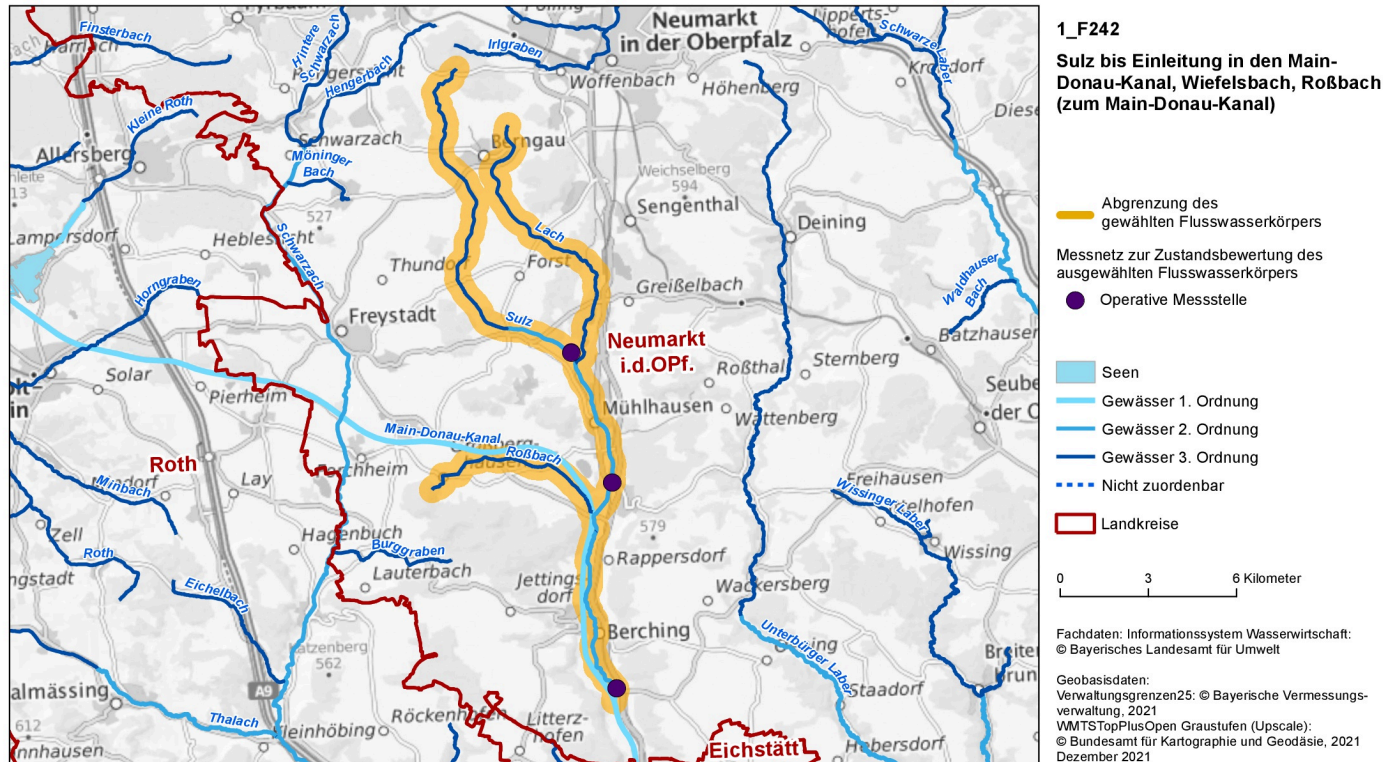 Finsterbach
Hintere
Schwarzach
Hengerbach
Irlgraben
Neumarkt
in der Oberpfalz
Woffenbach
Höhenberg
Schwarze Laber
Kleine Roth
Allersberg
Schwarzach
Möninger
Bach
Berngau
Weichselberg
594
Sengenthal
Deining
527
Lampersdorf
Schwarzach
Lach
Forst
Greißelbach
Waldhauser
Bach
Batzhausen
Horngraben
Freystadt
Sulz
Neumarkt
i.d.OPf.
Roßthal
Sternberg
Solar
Pierheim
Mühlhausen
Wattenberg
Main-Donau-Kanal
Roßbach
Roth
Lay
Minbach
Freihausen
Wissinger Laber
Wissing
Zell
Hagenbuch
579
Rappersdorf
Roth
Burggraben
Lauterbach
Jettings-
dorf
Wackersberg
Eichelbach
Berching
Unterbürger Laber
562
Staadorf
A9
Thalach
612
Röckenhofen
Litterz-
hofen
Eichstätt
Habersdorf
1_F242
Sulz bis Einleitung in den Main-
Donau-Kanal, Wiefelsbach, Roßbach
(zum Main-Donau-Kanal)
Abgrenzung des
gewählten Flusswasserkörpers
Messnetz zur Zustandsbewertung des
ausgewählten Flusswasserkörpers
Operative Messstelle
Seen
Gewässer 1. Ordnung
Gewässer 2. Ordnung
Gewässer 3. Ordnung
Nicht zuordenbar
Landkreise
0 3 6 Kilometer
Fachdaten: Informationssystem Wasserwirtschaft:
© Bayerisches Landesamt für Umwelt
Geobasisdaten:
Verwaltungsgrenzen25: © Bayerische Vermessungs-
verwaltung, 2021
WMTSTopPlusOpen Graustufen (Upscale):
© Bundesamt für Kartographie und Geodäsie, 2021
Dezember 2021